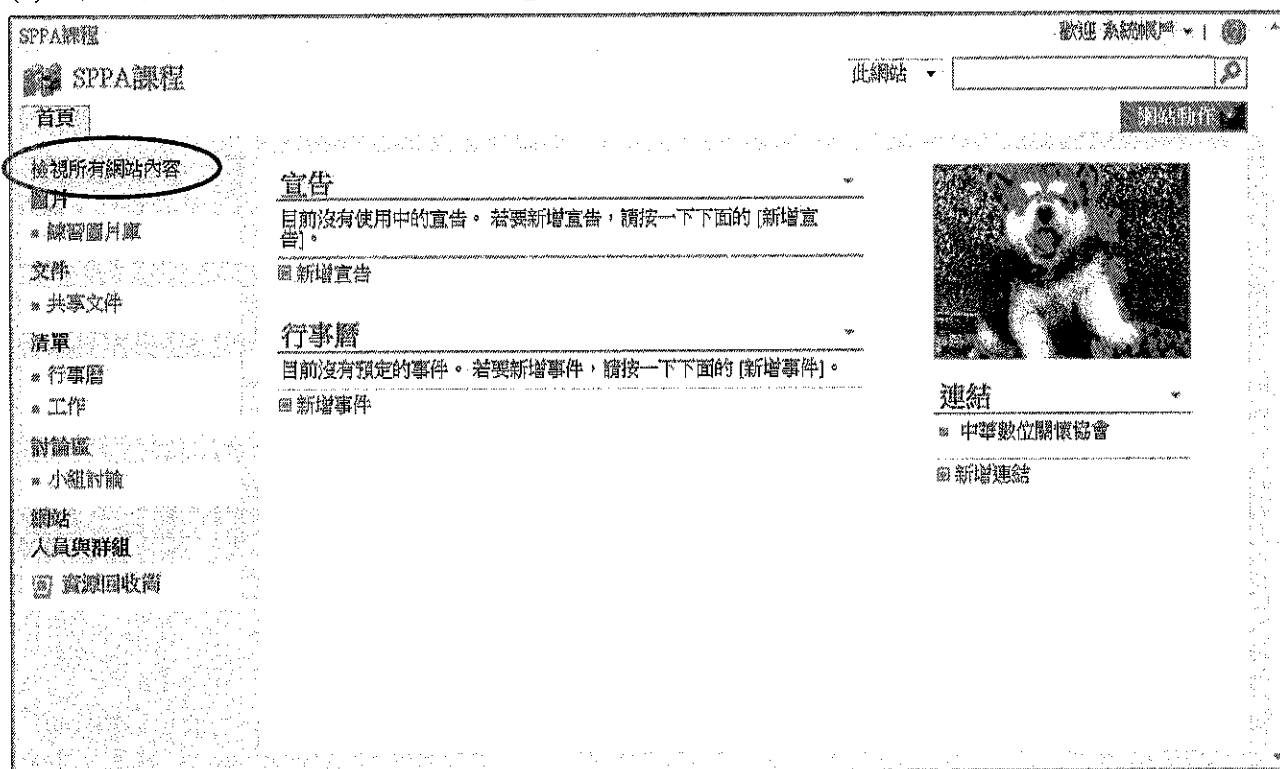 SPPA課程
歡迎 系統帳戶
SPPA課程
此網站
首頁
網站動作
檢視所有網站內容
圖片
練習圖片庫
文件
共享文件
清單
行事曆
工作
討論區
小組討論
網站
人員與群組
資源回收筒
宣告
目前沒有使用中的宣告。 若要新增宣告，請按一下下面的 [新增宣
告]。
新增宣告
行事曆
目前沒有預定的事件。 若要新增事件，請按一下下面的 [新增事件]。
新增事件
連結
中華數位關懷協會
新增連結